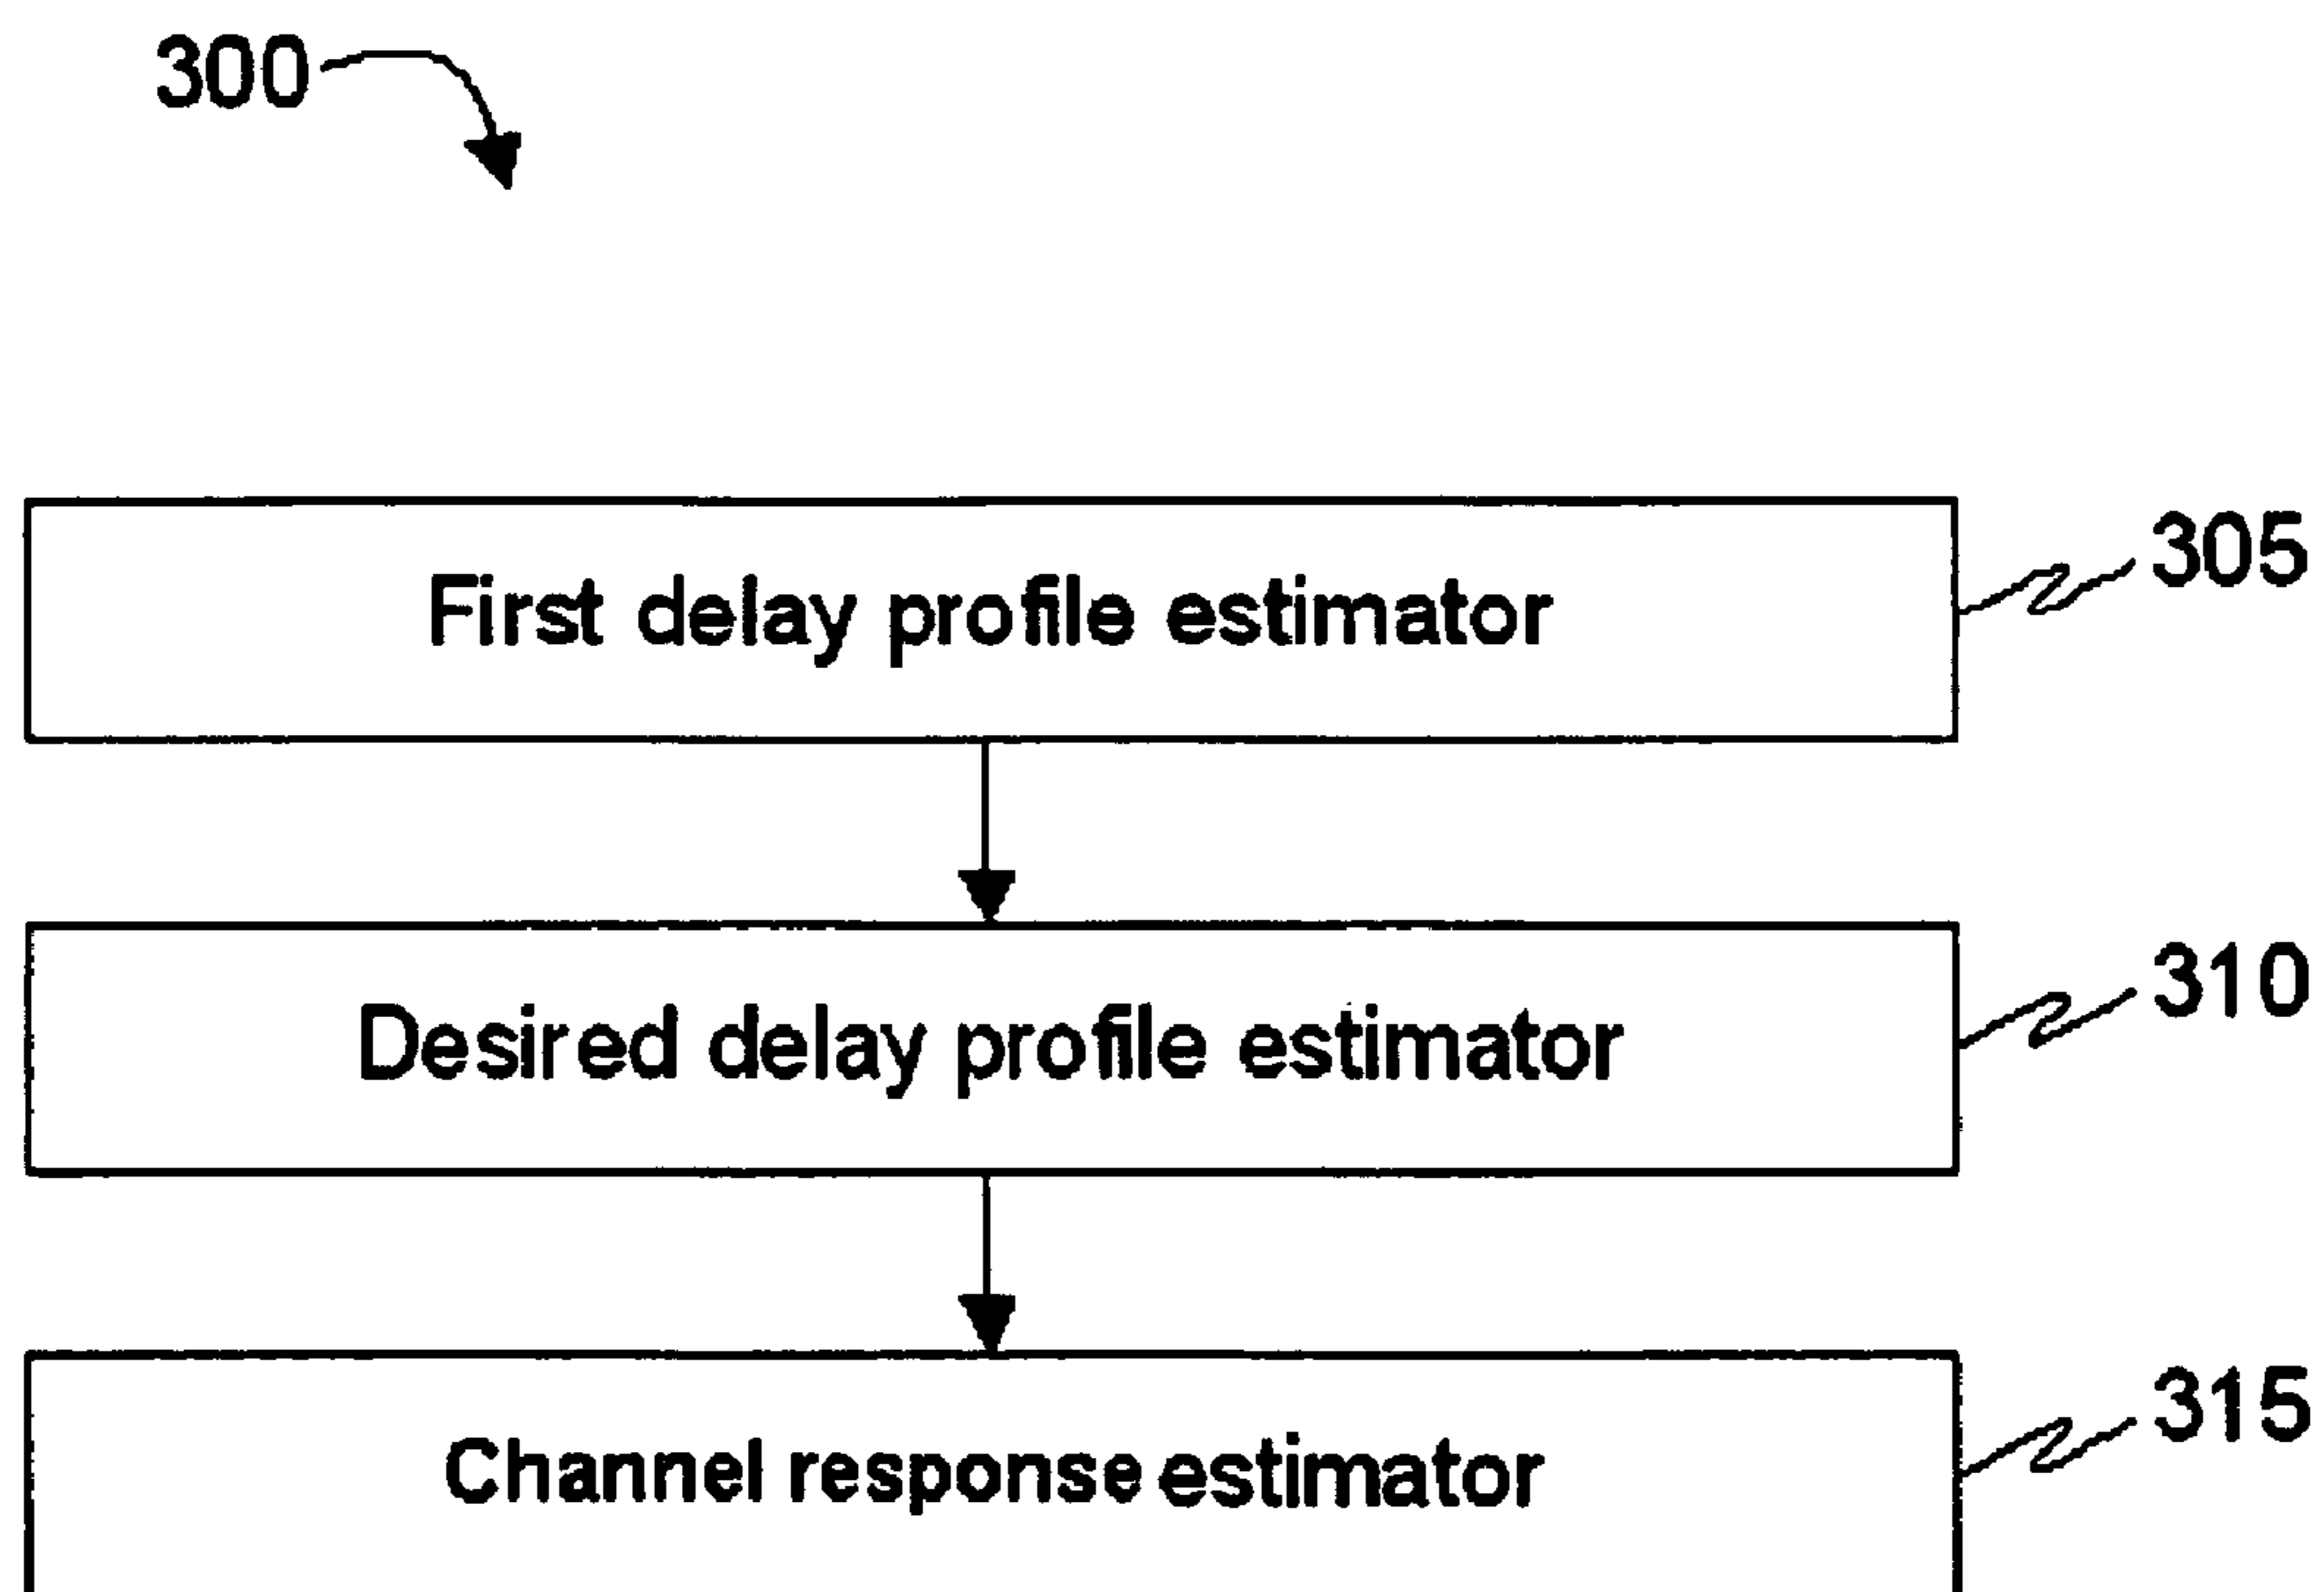 300
First delay profile estimator
305
Desired delay profile estimator
310
Channel response estimator
315